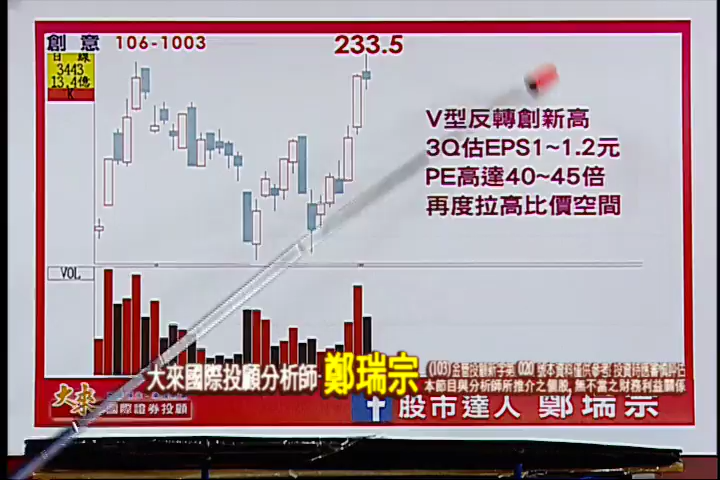 創意 106-1003 233.5
日線
3443
13.4億
K
V型反轉創新高
3Q估EPS1~1.2元
PE高達40~45倍
再度拉高比價空間
VOL
大來國際投顧分析師 鄭瑞宗
本節目與分析師所推介之個股,無不當之財務利益關係
大來
國際證券投顧
股市達人 鄭瑞宗